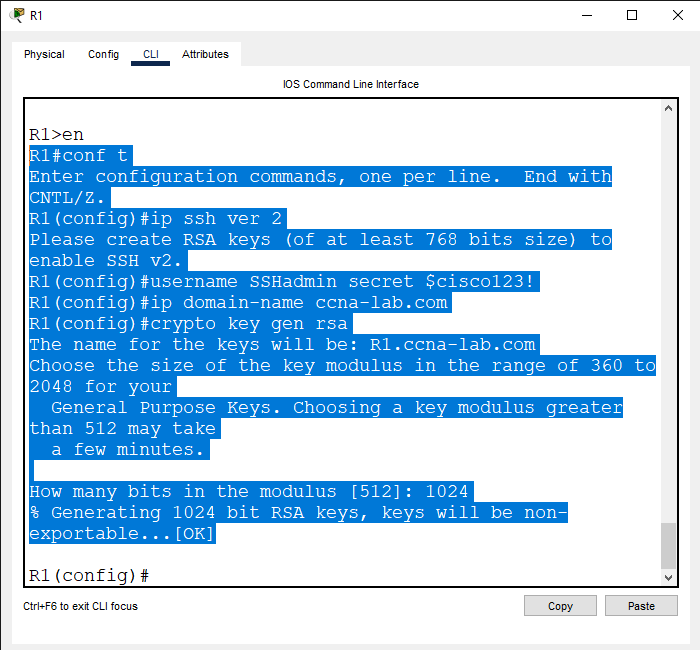 R1
Physical Config CLI Attributes
IOS Command Line Interface
R1>en
R1#conf t
Enter configuration commands, one per line.  End with
CNTL/Z.
R1(config)#ip ssh ver 2
Please create RSA keys (of at least 768 bits size) to
enable SSH v2.
R1(config)#username SSHadmin secret $cisco123!
R1(config)#ip domain-name ccna-lab.com
R1(config)#crypto key gen rsa
The name for the keys will be: R1.ccna-lab.com
Choose the size of the key modulus in the range of 360 to
2048 for your
  General Purpose Keys. Choosing a key modulus greater
than 512 may take
  a few minutes.
How many bits in the modulus [512]: 1024
% Generating 1024 bit RSA keys, keys will be non-
exportable...[OK]
R1(config)#
Ctrl+F6 to exit CLI focus Copy Paste